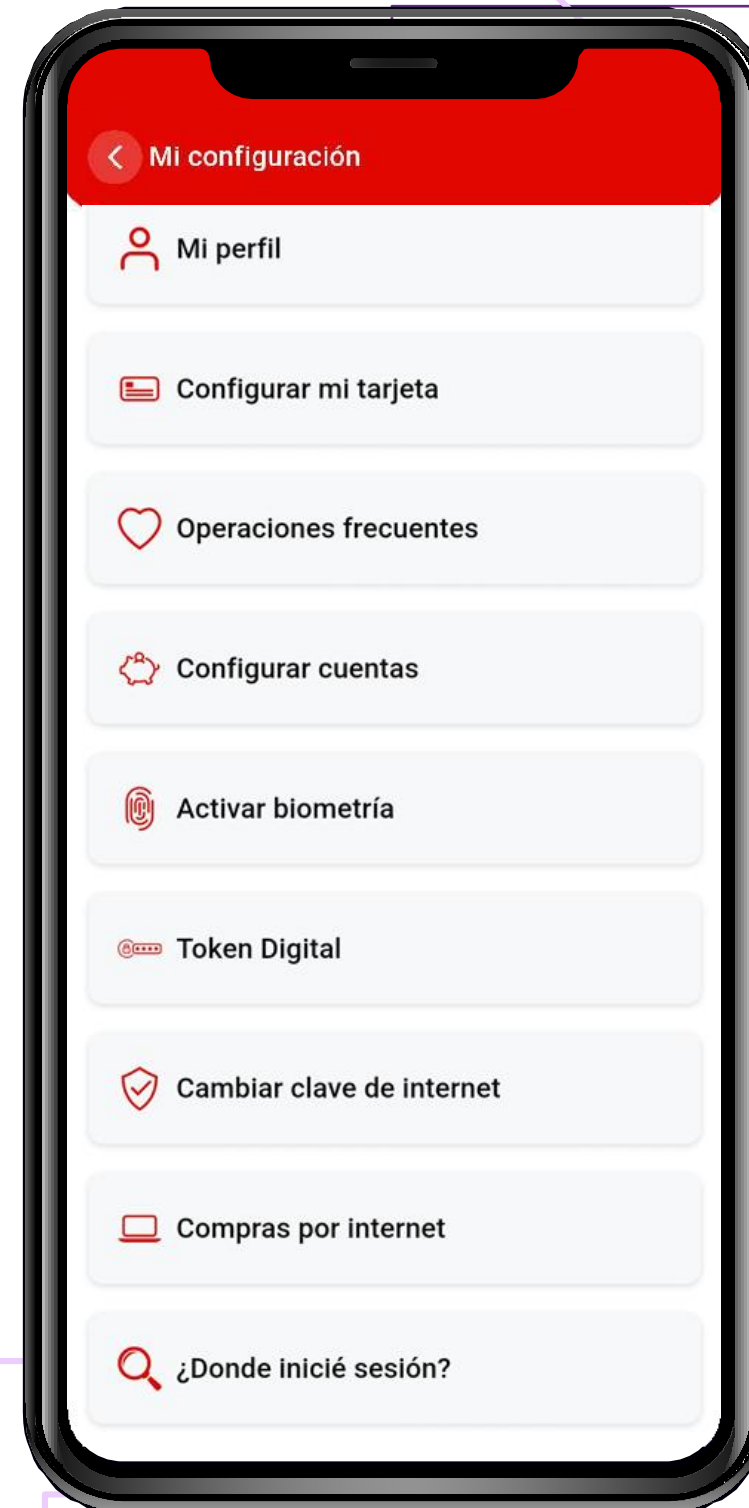 Mi configuración
Mi perfil
Configurar mi tarjeta
Operaciones frecuentes
Configurar cuentas
Activar biometría
Token Digital
Cambiar clave de internet
Compras por internet
¿Donde inicié sesión?